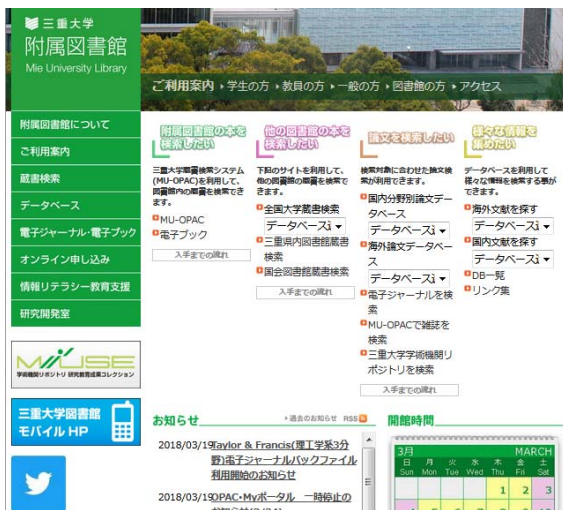 三重大学
附属図書館
Mie University Library
ご利用案内 ▸学生の方 ▸教員の方 ▸一般の方 ▸図書館の方 ▸アクセス
附属図書館について
ご利用案内
蔵書検索
データベース
電子ジャーナル・電子ブック
オンライン申し込み
情報リテラシー教育支援
研究開発室
MIUSE
学術機関リポジトリ 研究教育成果コレクション
三重大学図書館
モバイル HP
附属図書館の本を
検索したい
三重大学蔵書検索システム
(MU-OPAC)を利用して、
図書館内の蔵書を検索でき
ます。
MU-OPAC
電子ブック
入手までの流れ
他の図書館の本を
検索したい
下記のサイトを利用して、
他の図書館の蔵書を検索で
きます。
全国大学蔵書検索
データベースi
三重県内図書館蔵書
検索
国会図書館蔵書検索
入手までの流れ
論文を検索したい
検索対象に合わせた論文検
索が利用できます。
国内分野別論文デー
タベース
データベースi
海外論文データベー
ス
データベースi
電子ジャーナルを検
索
MU-OPACで雑誌を
検索
三重大学学術機関リ
ポジトリを検索
入手までの流れ
様々な情報を
集めたい
データベースを利用して
様々な情報を検索する事が
できます。
海外文献を探す
データベースi
国内文献を探す
データベースi
DB一覧
リンク集
お知らせ ▸過去のお知らせ RSS
2018/03/19 Taylor & Francis(理工学系3分
野)電子ジャーナルバックファイル
利用開始のお知らせ
2018/03/19 OPAC・Myポータル 一時停止の
開館時間
3月 MARCH
日 月 火 水 木 金 土
Sun Mon Tue Wed Thu Fri Sat
1 2 3